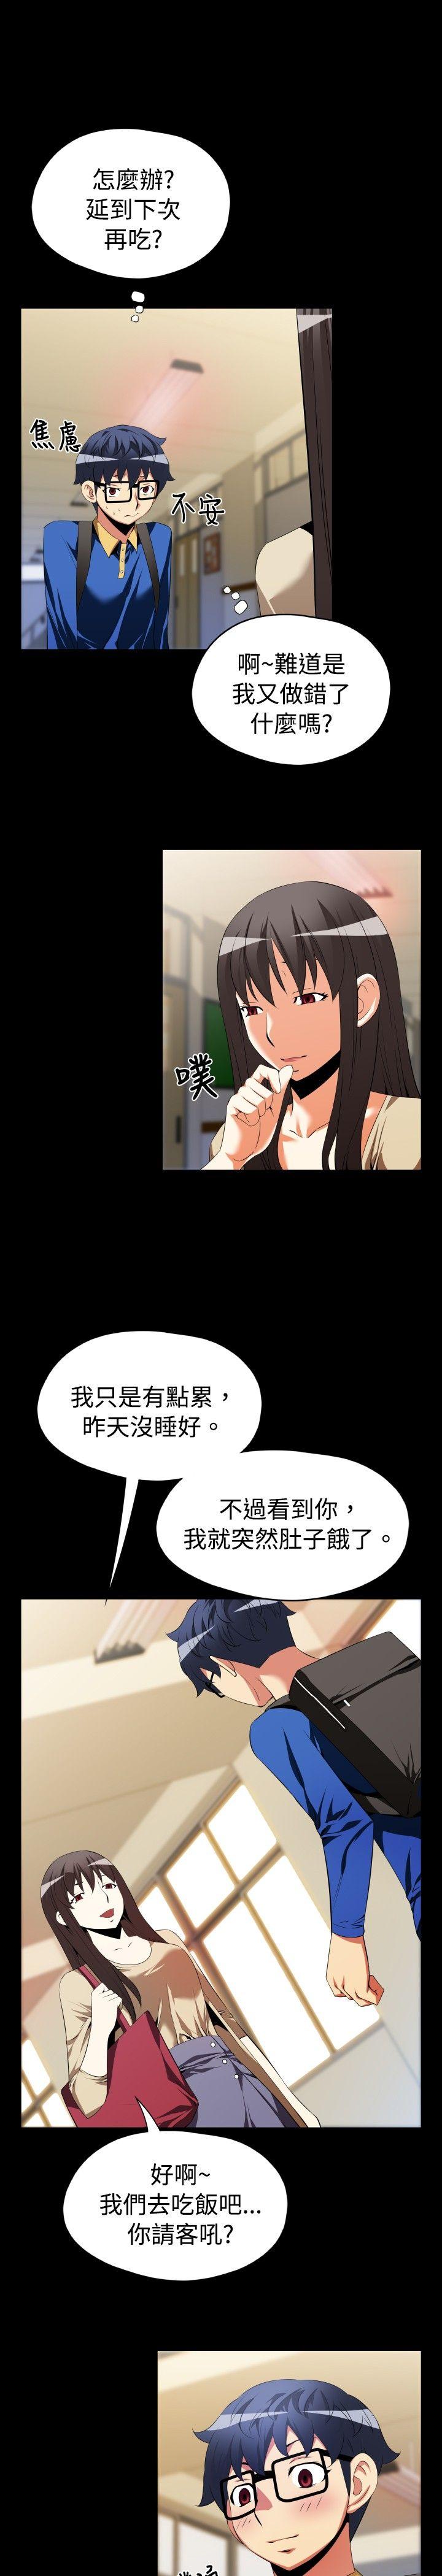 怎麼辦?
延到下次
再吃?
焦慮
不安
啊~難道是
我又做錯了
什麼嗎?
噗
我只是有點累，
昨天沒睡好。
不過看到你，
我就突然肚子餓了。
好啊~
我們去吃飯吧...
你請客吼?